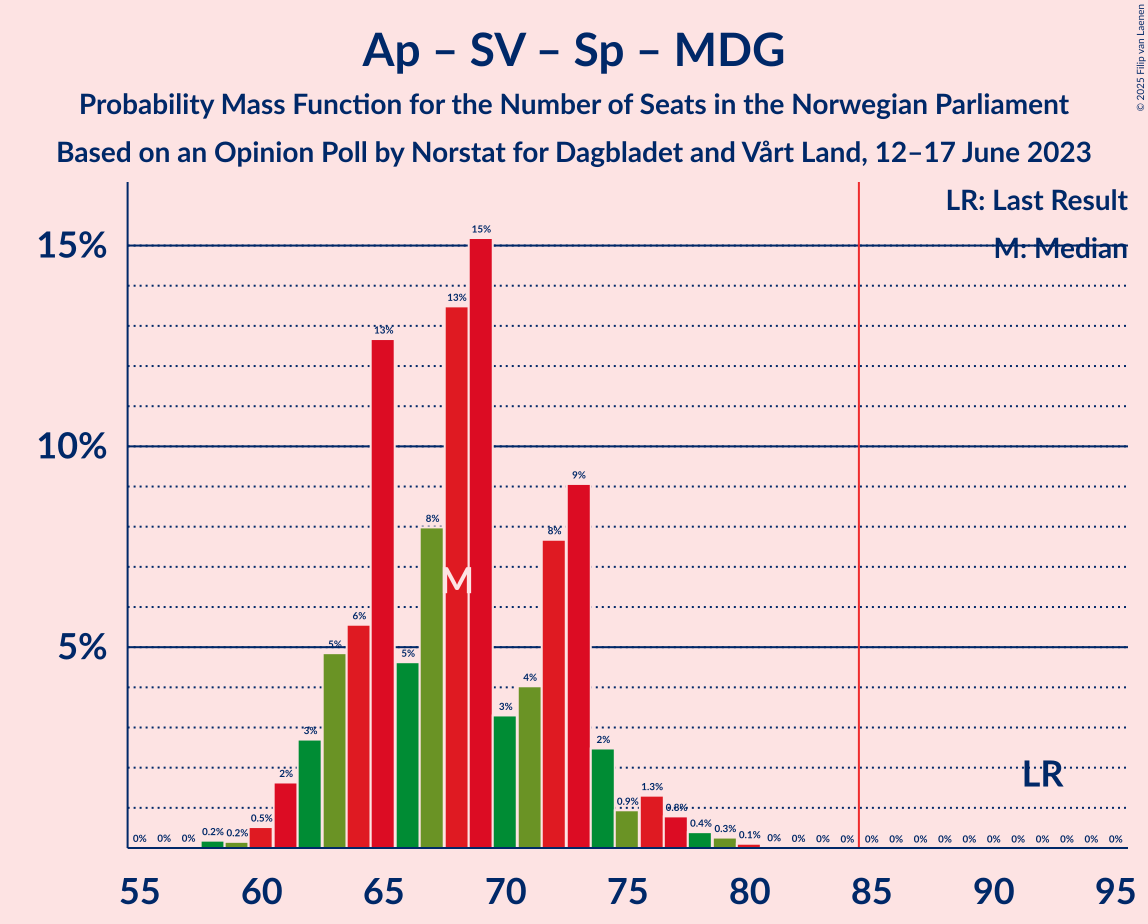 Ap – SV – Sp – MDG
Probability Mass Function for the Number of Seats in the Norwegian Parliament
Based on an Opinion Poll by Norstat for Dagbladet and Vårt Land, 12–17 June 2023
© 2025 Filip van Laenen
LR: Last Result
M: Median
15%
10%
5%
0% 0% 0% 0.2% 0.2% 0.5% 2% 3% 5% 6% 13% 5% 8% 13% 15% 3% 4% 8% 9% 2% 0.9% 1.3% 0.8% 0.4% 0.3% 0.1% 0% 0% 0% 0% 0% 0% 0% 0% 0% 0% 0% 0% 0% 0% 0%
M
LR
55 60 65 70 75 80 85 90 95